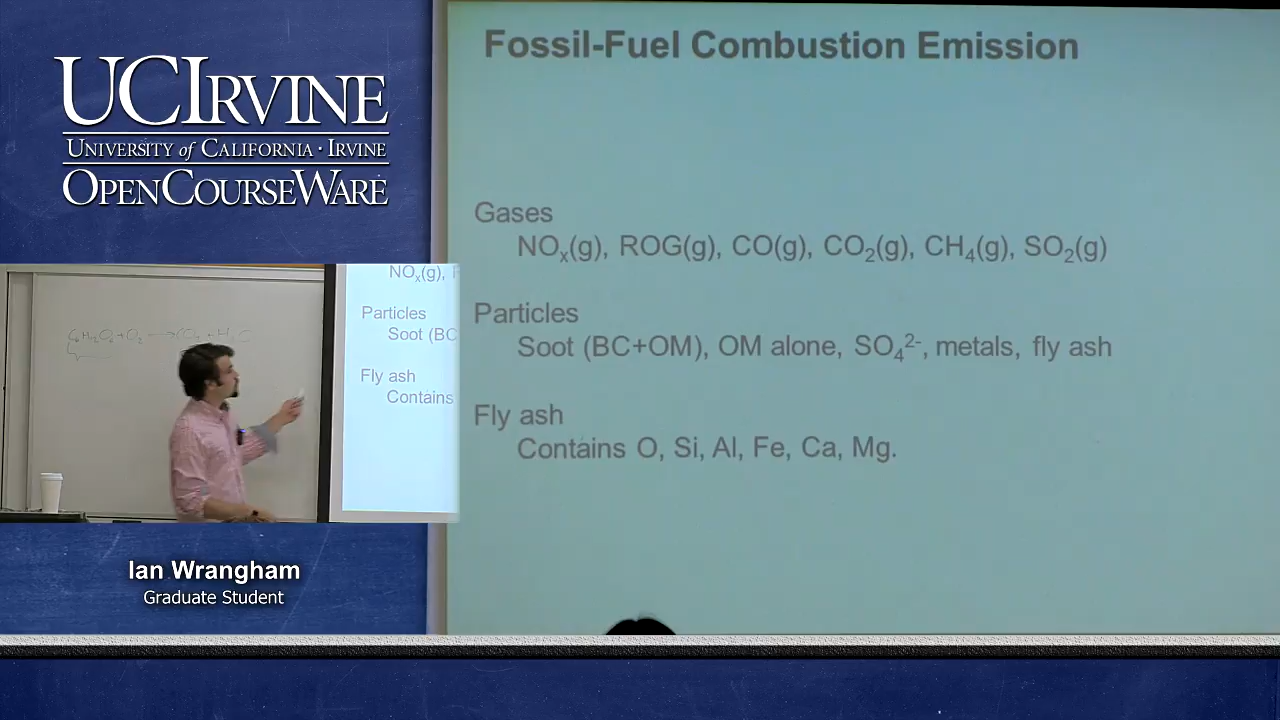 UCIRVINE
UNIVERSITY of CALIFORNIA · IRVINE
OPENCOURSEWARE
Fossil-Fuel Combustion Emission
Gases
NOx(g), ROG(g), CO(g), CO2(g), CH4(g), SO2(g)
Particles
Soot (BC+OM), OM alone, SO4 2-, metals, fly ash
Fly ash
Contains O, Si, Al, Fe, Ca, Mg.
NOx(g),
Particles
Soot (BC
Fly ash
Contains
Ian Wrangham
Graduate Student